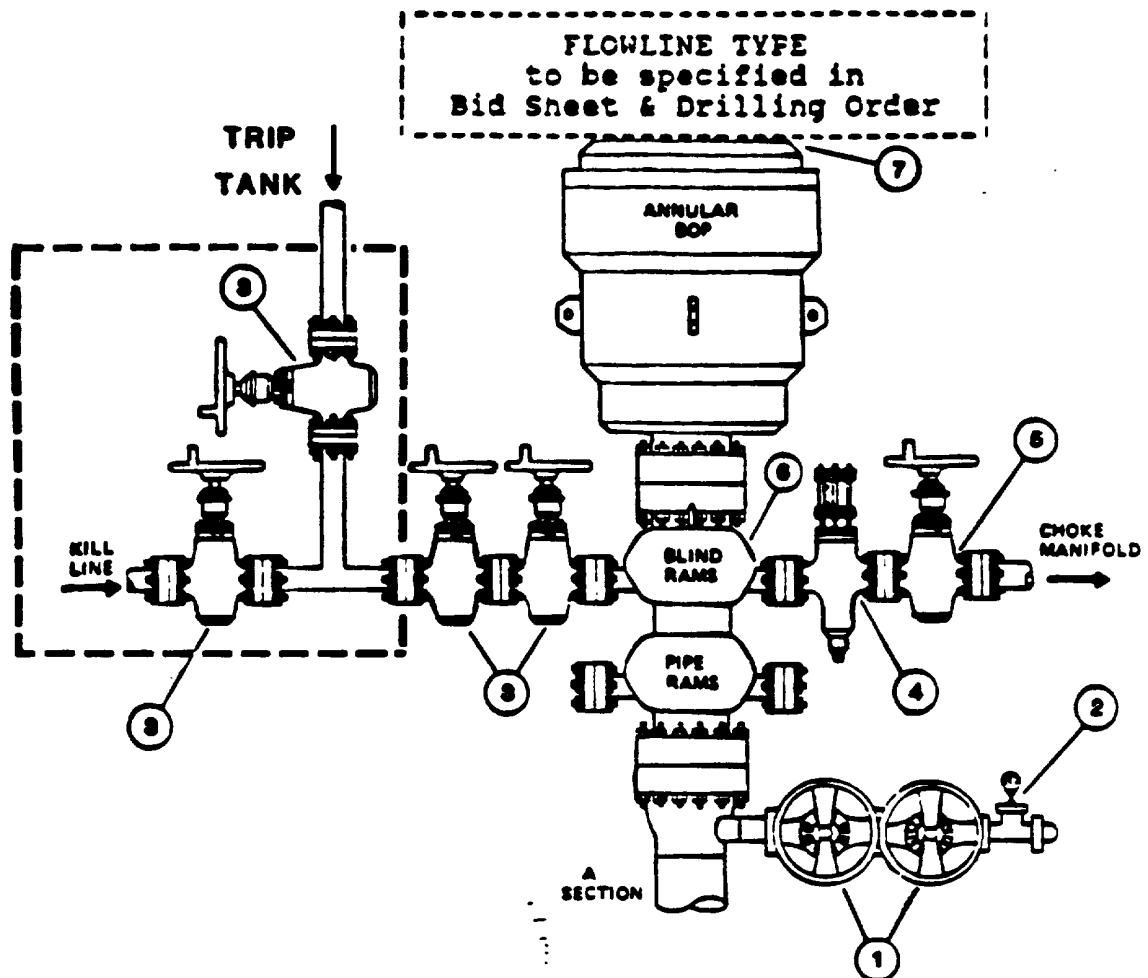 FLOWLINE TYPE
to be specified in
Bid Sheet & Drilling Order
TRIP
TANK
7
ANNULAR
BOP
3
5
6
KILL
LINE
BLIND
RAMS
CHOKE
MANIFOLD
PIPE
RAMS
3
3
4
2
A
SECTION
1